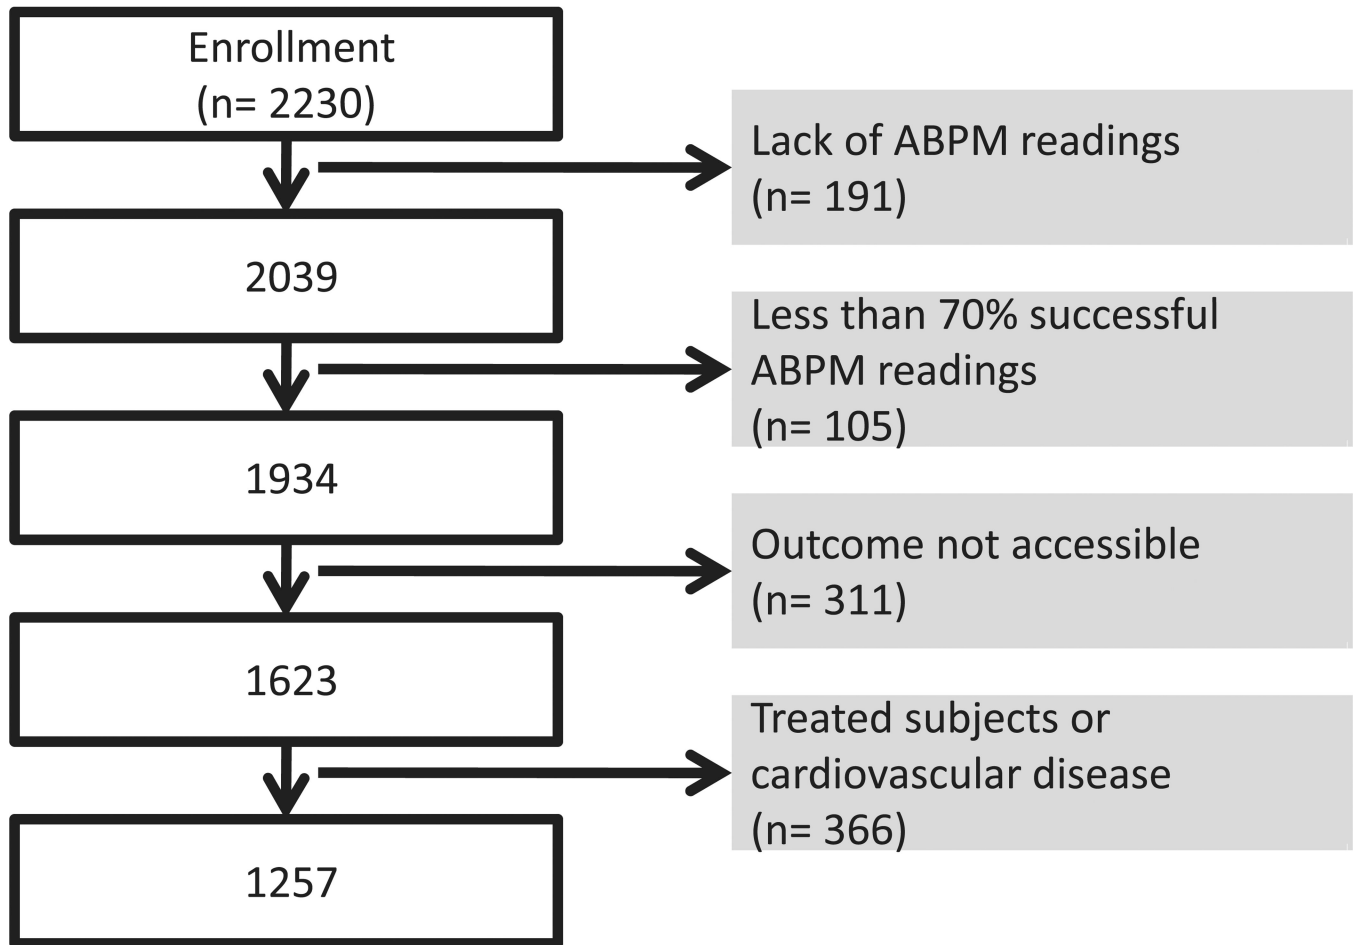 Enrollment
(n= 2230)
Lack of ABPM readings
(n= 191)
2039
Less than 70% successful
ABPM readings
(n= 105)
1934
Outcome not accessible
(n= 311)
1623
Treated subjects or
cardiovascular disease
(n= 366)
1257